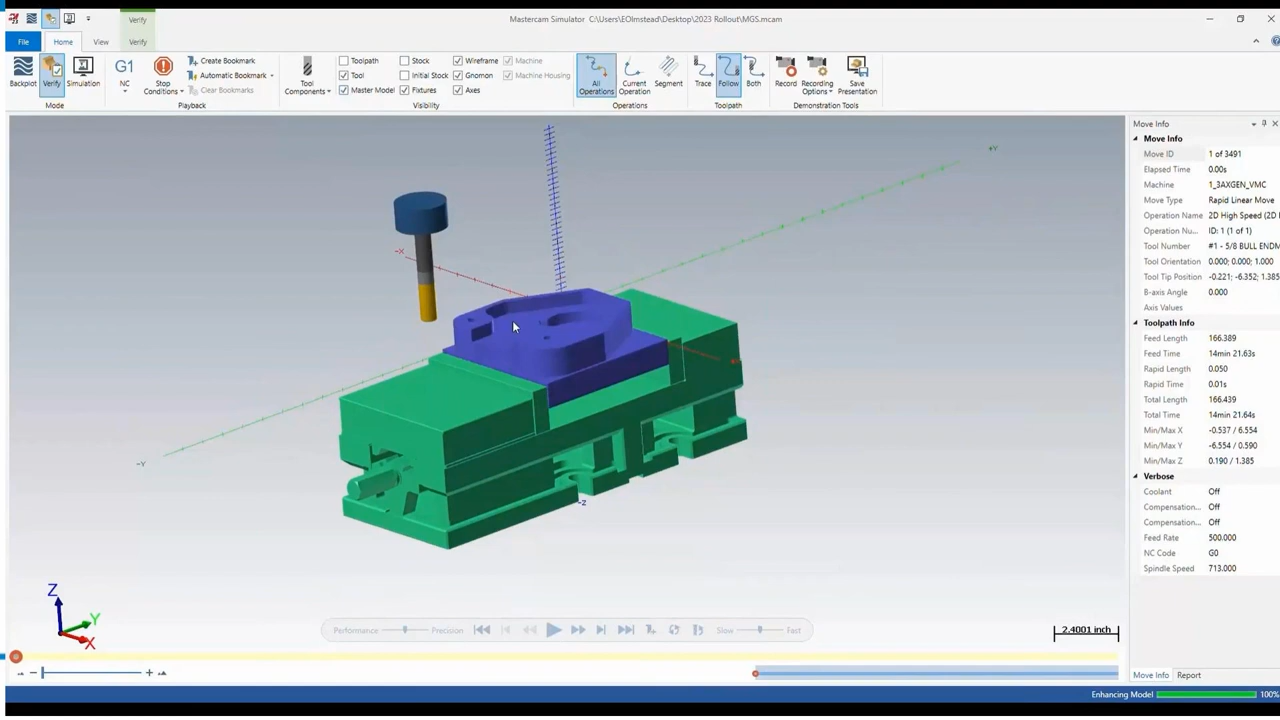 Verify
Mastercam Simulator C:\Users\EOlmstead\Desktop\2023 Rollout\MGS.mcam
File Home View Verify
Backplot Verify Simulation
Mode
G1 NC
Stop Conditions
Create Bookmark
Automatic Bookmark
Clear Bookmarks
Playback
Tool Components
Toolpath Stock Wireframe Machine
Tool Initial Stock Gnomon Machine Housing
Master Model Fixtures Axes
Visibility
All Operations Current Operation Segment
Operations
Trace Follow Both
Toolpath
Record Recording Options Save Presentation
Demonstration Tools
Move Info
Move Info
Move ID 1 of 3491
Elapsed Time 0.00s
Machine 1_3AXGEN_VMC
Move Type Rapid Linear Move
Operation Name 2D High Speed (2D
Operation Nu... ID: 1 (1 of 1)
Tool Number #1 - 5/8 BULL ENDM
Tool Orientation 0.000; 0.000; 1.000
Tool Tip Position -0.221; -6.352; 1.385
B-axis Angle 0.000
Axis Values
Toolpath Info
Feed Length 166.389
Feed Time 14min 21.63s
Rapid Length 0.050
Rapid Time 0.01s
Total Length 166.439
Total Time 14min 21.64s
Min/Max X -0.537 / 6.554
Min/Max Y -6.554 / 0.590
Min/Max Z 0.190 / 1.385
Verbose
Coolant Off
Compensation... Off
Compensation... Off
Feed Rate 500.000
NC Code G0
Spindle Speed 713.000
+Y
-X
-Y
-Z
Z
Y
X
Performance Precision Slow Fast
2.4001 inch
Move Info Report
Enhancing Model 100%